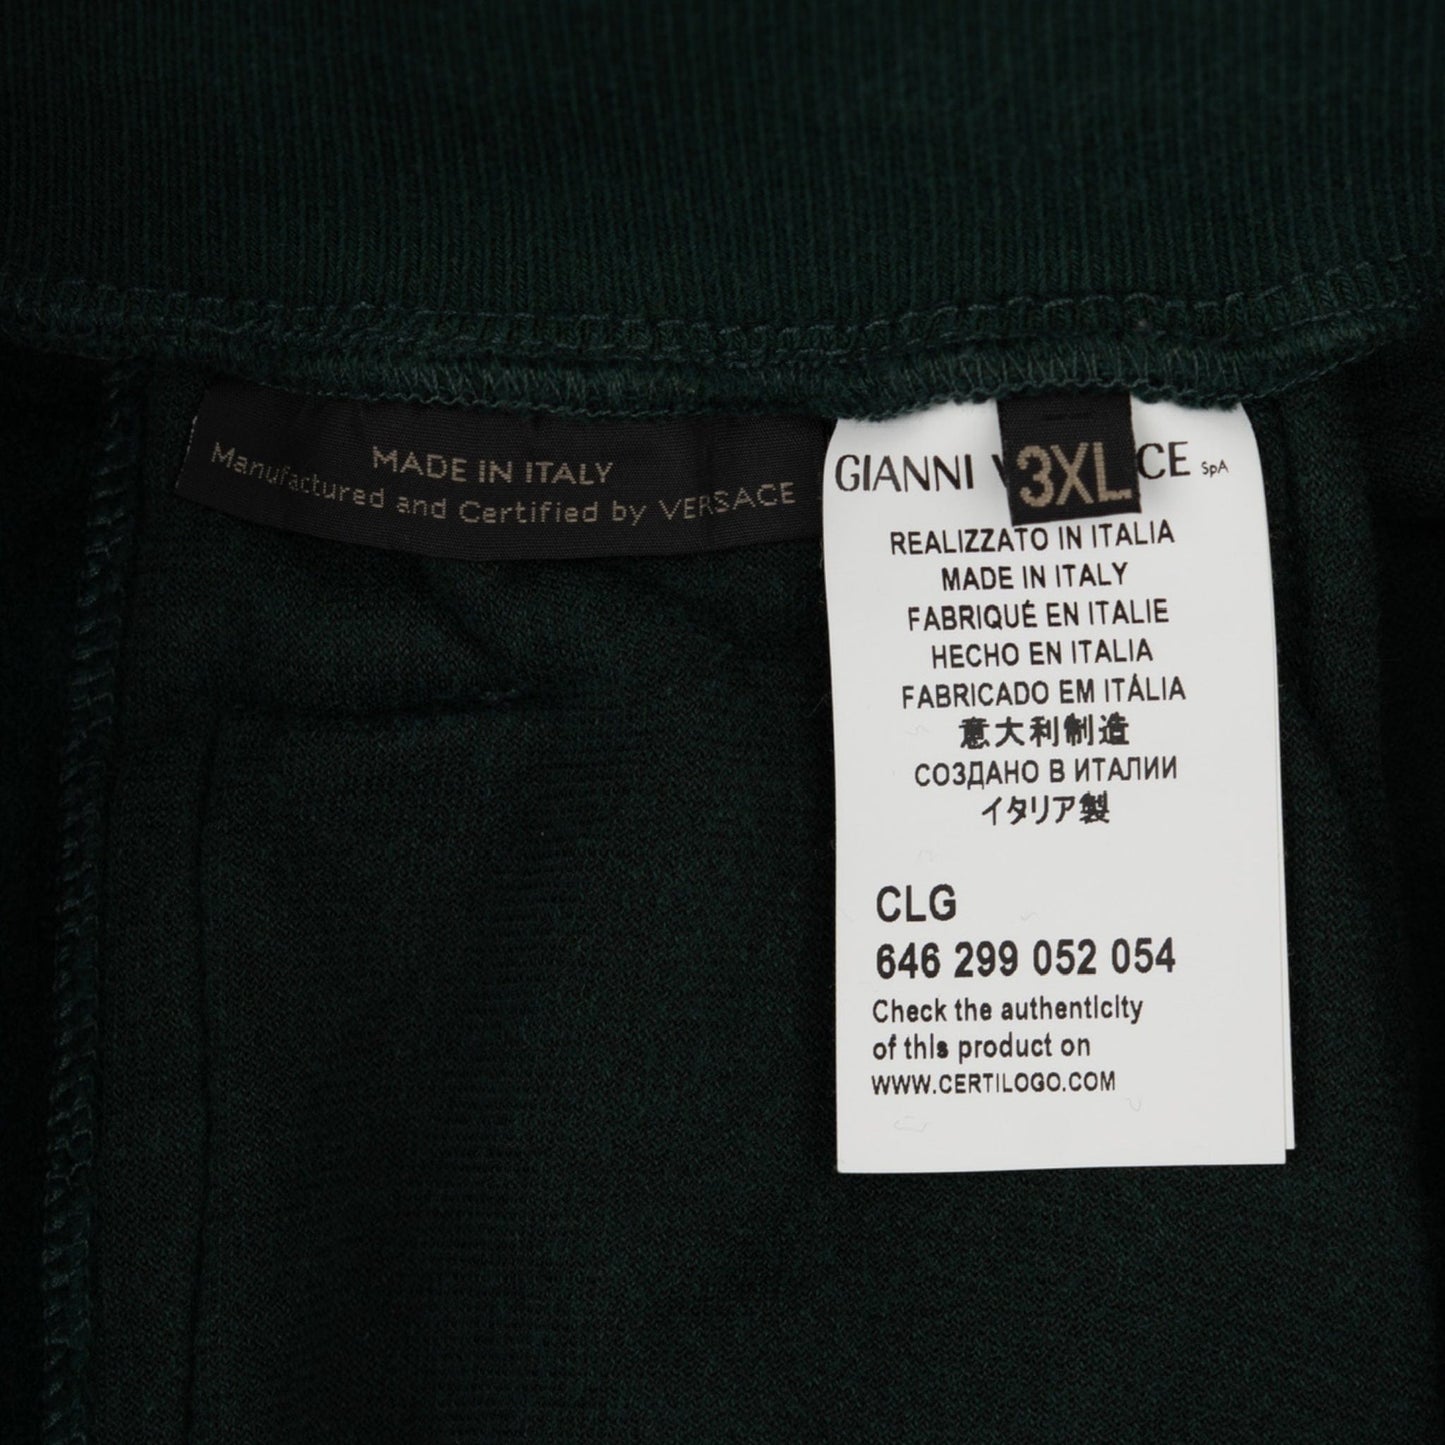 MADE IN ITALY
Manufactured and Certified by VERSACE
3XL
GIANNI V CE SpA
REALIZZATO IN ITALIA
MADE IN ITALY
FABRIQUÉ EN ITALIE
HECHO EN ITALIA
FABRICADO EM ITÁLIA
意大利制造
СОЗДАНО В ИТАЛИИ
イタリア製
CLG
646 299 052 054
Check the authenticity
of this product on
WWW.CERTILOGO.COM